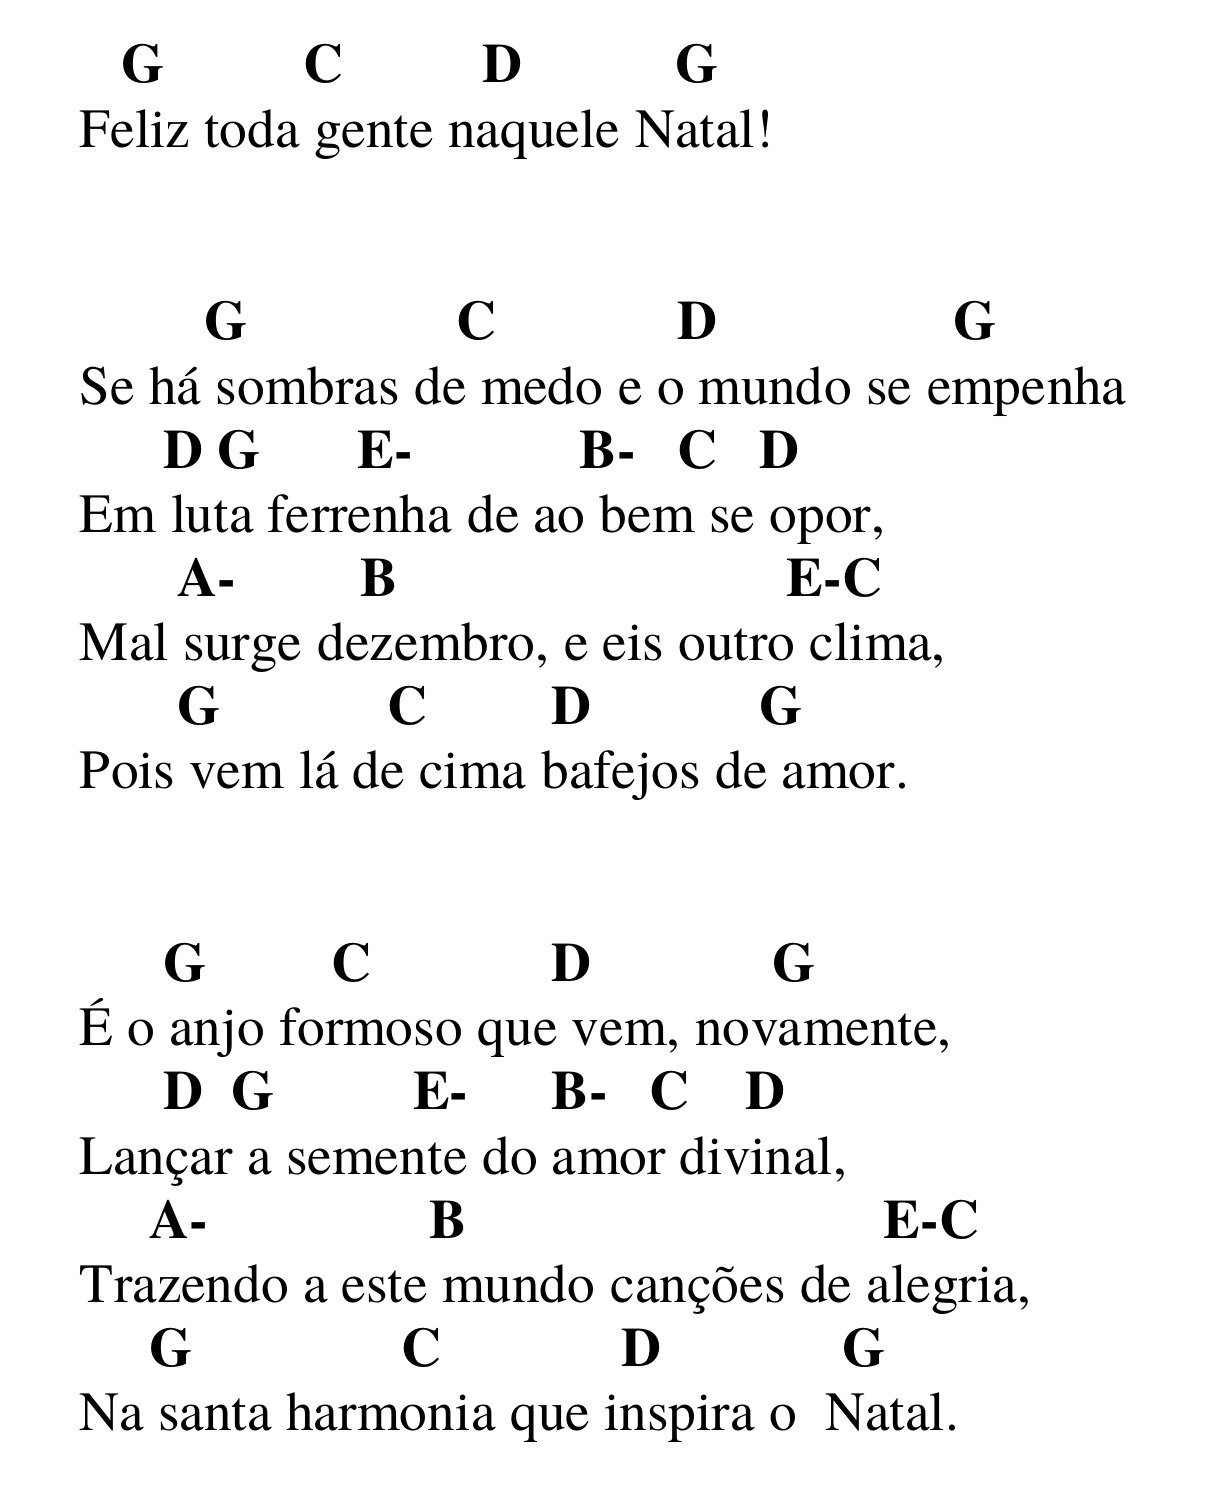 G C D G
Feliz toda gente naquele Natal!
G C D G
Se há sombras de medo e o mundo se empenha
D G E- B- C D
Em luta ferrenha de ao bem se opor,
A- B E-C
Mal surge dezembro, e eis outro clima,
G C D G
Pois vem lá de cima bafejos de amor.
G C D G
É o anjo formoso que vem, novamente,
D G E- B- C D
Lançar a semente do amor divinal,
A- B E-C
Trazendo a este mundo canções de alegria,
G C D G
Na santa harmonia que inspira o Natal.